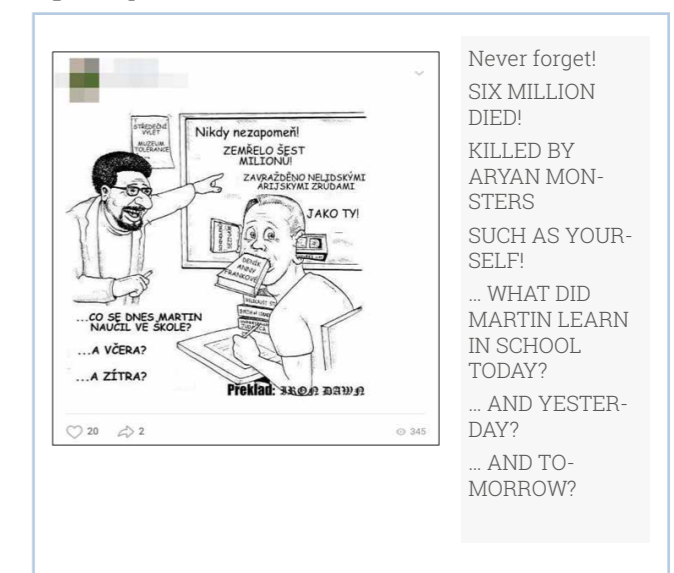 STŘEDEČNÍ
VÝLET
MUZEUM
TOLERANCE
Nikdy nezapomeň!
ZEMŘELO ŠEST
MILIONŮ!
ZAVRAŽDĚNO NELIDSKÝMI
ARIJSKÝMI ZRŮDAMI
JAKO TY!
DENÍK
ANNY
FRANKOVÉ
...CO SE DNES MARTIN
NAUČIL VE ŠKOLE?
...A VČERA?
...A ZÍTRA?
Překlad: IRON DAWN
20
2
345
Never forget!
SIX MILLION
DIED!
KILLED BY
ARYAN MON-
STERS
SUCH AS YOUR-
SELF!
... WHAT DID
MARTIN LEARN
IN SCHOOL
TODAY?
... AND YESTER-
DAY?
... AND TO-
MORROW?